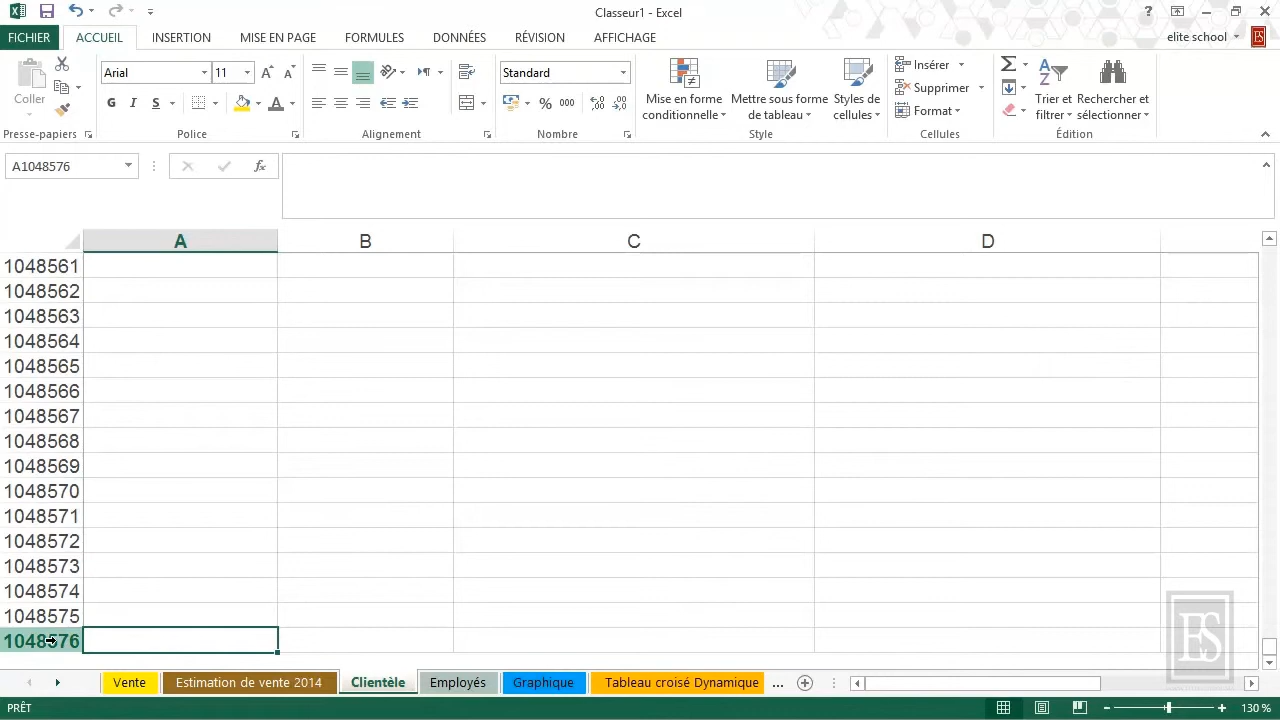 Classeur1 - Excel
?
FICHIER ACCUEIL INSERTION MISE EN PAGE FORMULES DONNÉES RÉVISION AFFICHAGE elite school ES
Coller
Arial 11 A A
G I S A
Standard
% 000
Mise en forme conditionnelle
Mettre sous forme de tableau
Styles de cellules
Insérer
Supprimer
Format
Trier et filtrer
Rechercher et sélectionner
Presse-papiers Police Alignement Nombre Style Cellules Édition
A1048576 fx
A B C D
1048561
1048562
1048563
1048564
1048565
1048566
1048567
1048568
1048569
1048570
1048571
1048572
1048573
1048574
1048575
1048576
ES
Vente Estimation de vente 2014 Clientèle Employés Graphique Tableau croisé Dynamique ...
PRÊT 130 %